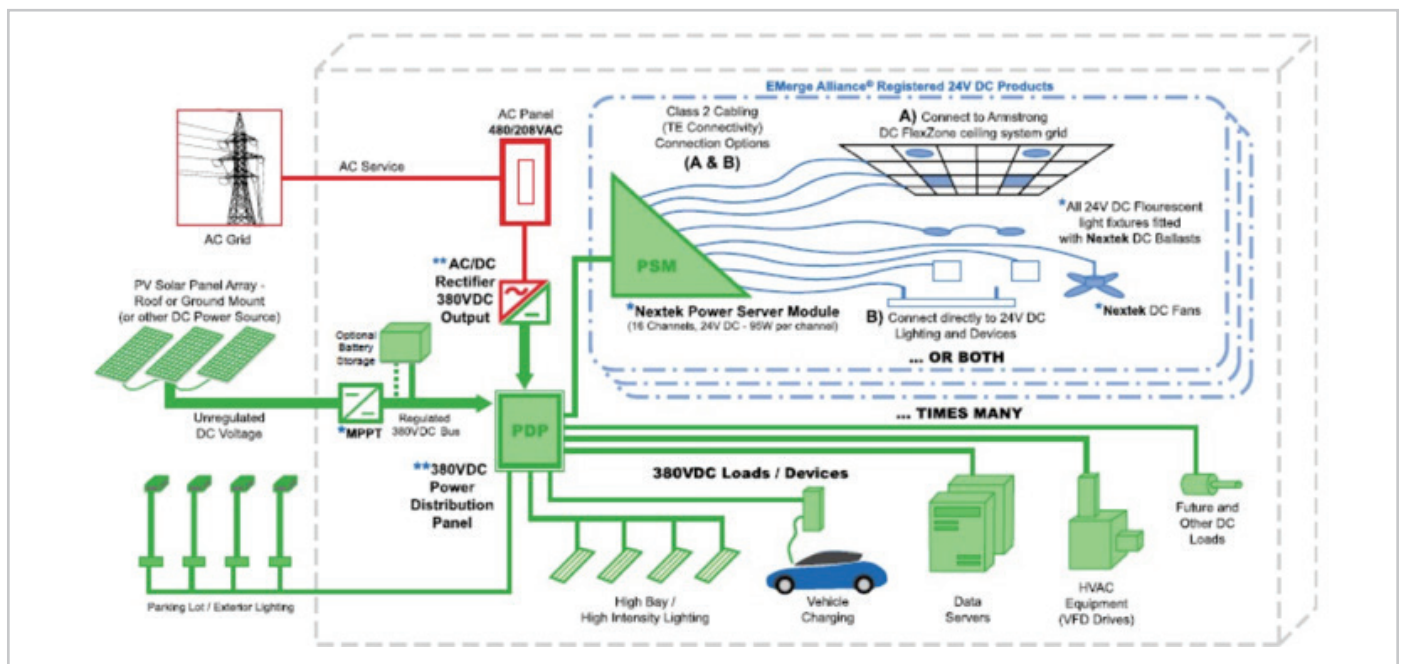 EMerge Alliance® Registered 24V DC Products
AC Panel
480/208VAC
Class 2 Cabling
(TE Connectivity)
Connection Options
(A & B)
A) Connect to Armstrong
DC FlexZone ceiling system grid
AC Service
AC Grid
*All 24V DC Flourescent
light fixtures fitted
with Nextek DC Ballasts
PSM
**AC/DC
Rectifier
380VDC
Output
PV Solar Panel Array -
Roof or Ground Mount
(or other DC Power Source)
*Nextek Power Server Module
(16 Channels, 24V DC - 95W per channel)
B) Connect directly to 24V DC
Lighting and Devices
*Nextek DC Fans
... OR BOTH
Optional
Battery
Storage
... TIMES MANY
Unregulated
DC Voltage
*MPPT
Regulated
380VDC Bus
PDP
**380VDC
Power
Distribution
Panel
380VDC Loads / Devices
Future and
Other DC
Loads
Parking Lot / Exterior Lighting
High Bay /
High Intensity Lighting
Vehicle
Charging
Data
Servers
HVAC
Equipment
(VFD Drives)